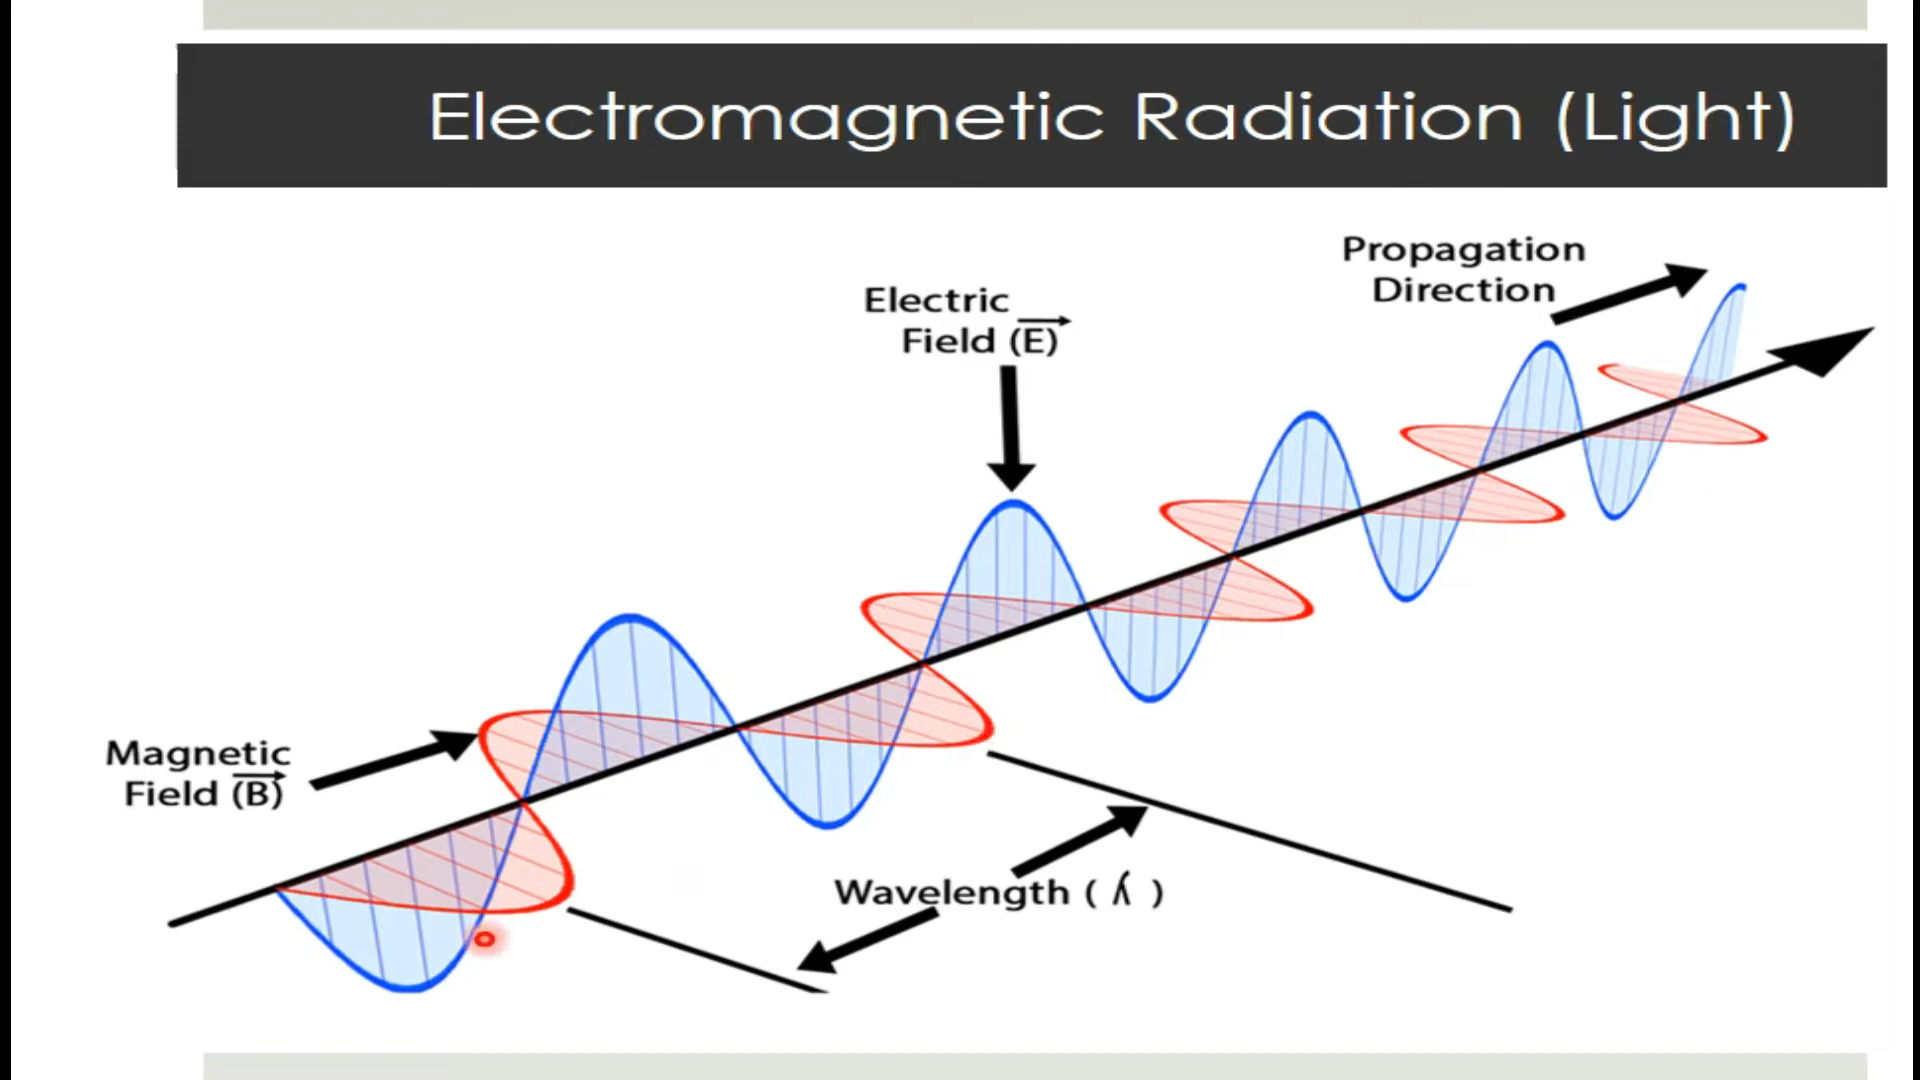 Electromagnetic Radiation (Light)
Propagation
Direction
Electric
Field (E)
Magnetic
Field (B)
Wavelength ( λ )